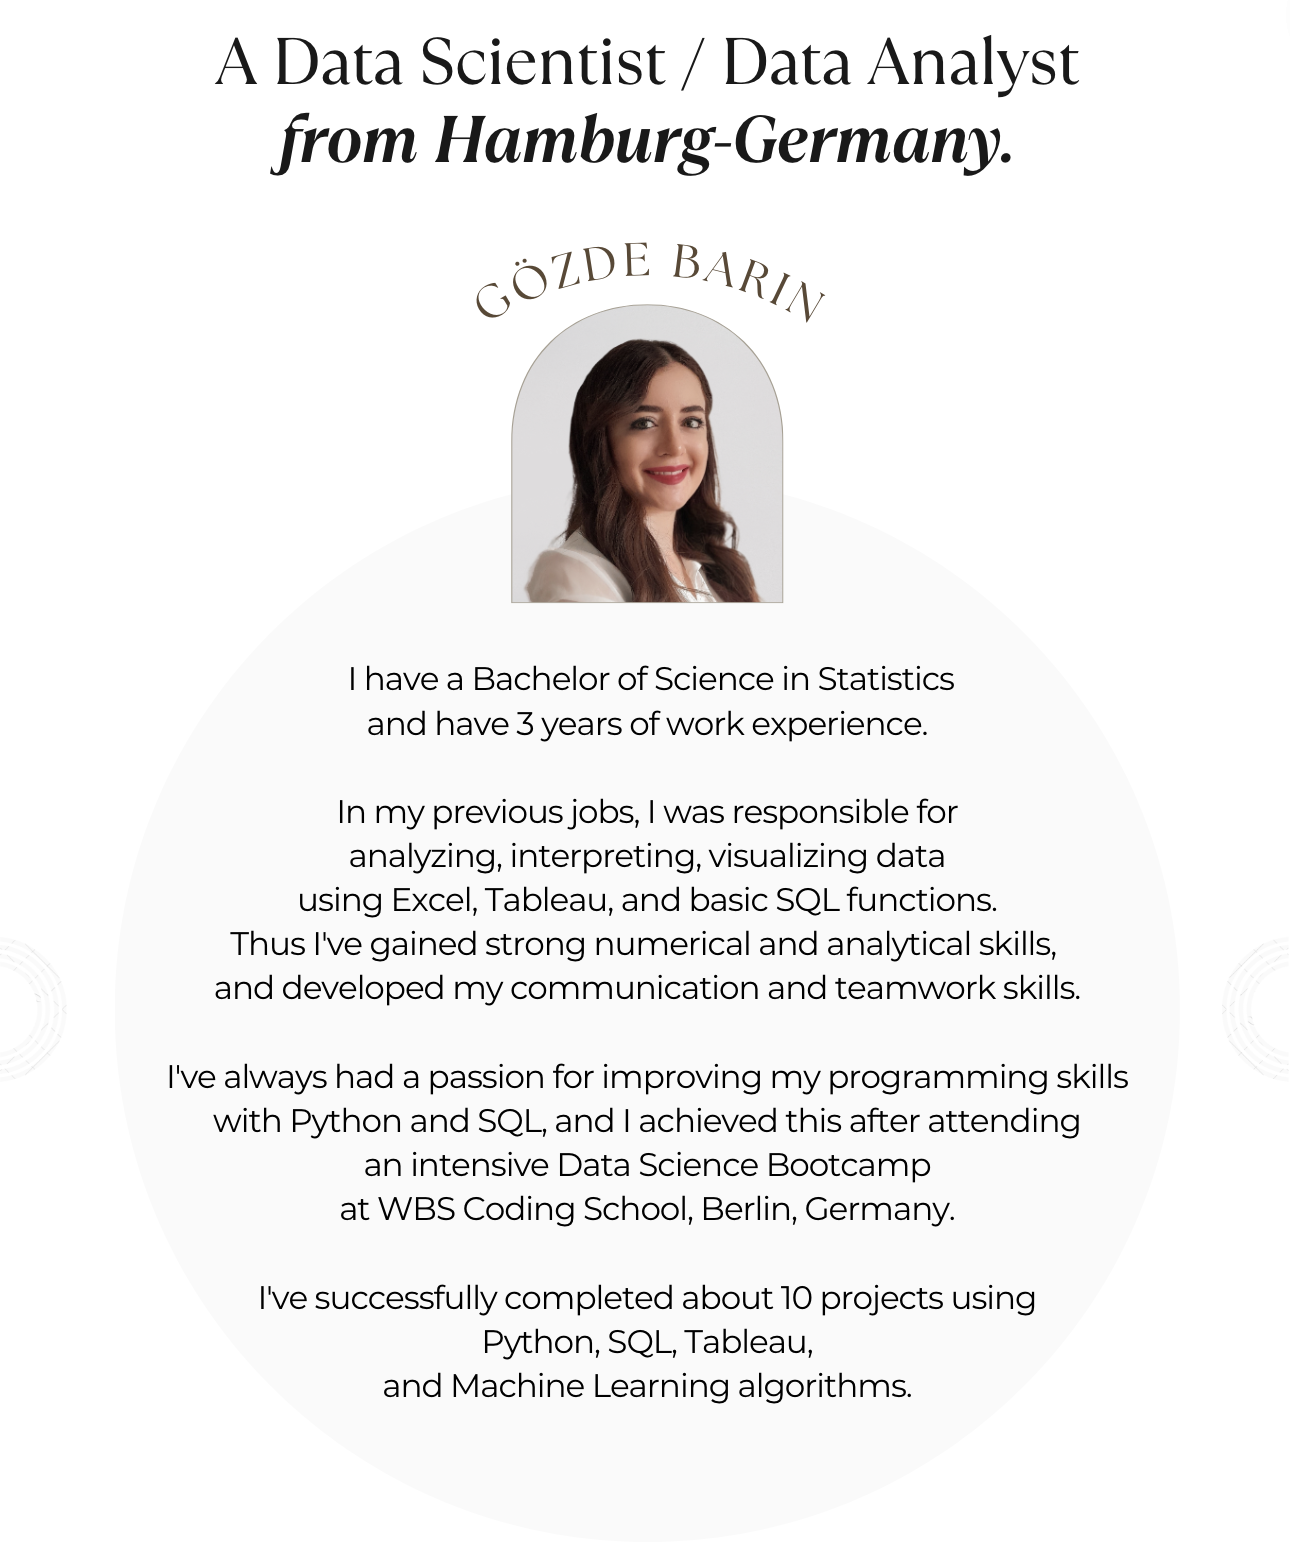 A Data Scientist / Data Analyst
from Hamburg-Germany.
GÖZDE BARIN
I have a Bachelor of Science in Statistics
and have 3 years of work experience.
In my previous jobs, I was responsible for
analyzing, interpreting, visualizing data
using Excel, Tableau, and basic SQL functions.
Thus I've gained strong numerical and analytical skills,
and developed my communication and teamwork skills.
I've always had a passion for improving my programming skills
with Python and SQL, and I achieved this after attending
an intensive Data Science Bootcamp
at WBS Coding School, Berlin, Germany.
I've successfully completed about 10 projects using
Python, SQL, Tableau,
and Machine Learning algorithms.